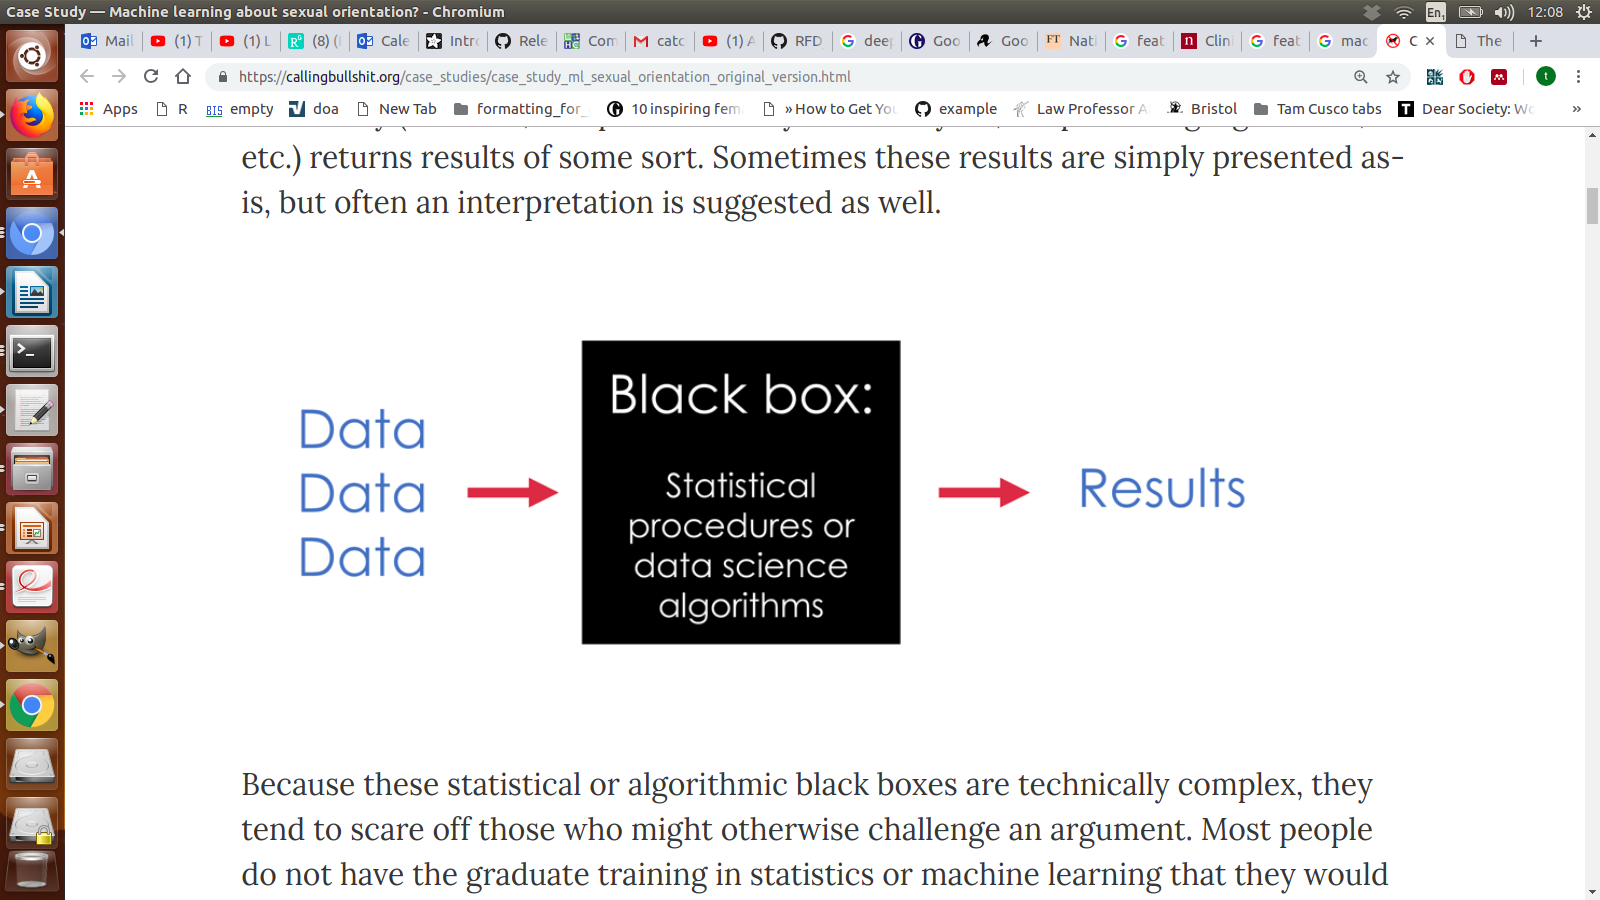 Case Study — Machine learning about sexual orientation? - Chromium
En1
12:08
Mail
(1) T
(1) L
(8) (
Cale
Intr
Rele
Com
catc
(1) A
RFD
deep
Goo
Goo
FT Nati
feat
n Clini
feat
mac
C
The
https://callingbullshit.org/case_studies/case_study_ml_sexual_orientation_original_version.html
t
Apps
R
BIS empty
doa
New Tab
formatting_for_
10 inspiring fem
» How to Get You
example
Law Professor A
Bristol
Tam Cusco tabs
T Dear Society: Wo
»
etc.) returns results of some sort. Sometimes these results are simply presented as-
is, but often an interpretation is suggested as well.
Data
Data
Data
Black box:
Statistical
procedures or
data science
algorithms
Results
Because these statistical or algorithmic black boxes are technically complex, they
tend to scare off those who might otherwise challenge an argument. Most people
do not have the graduate training in statistics or machine learning that they would